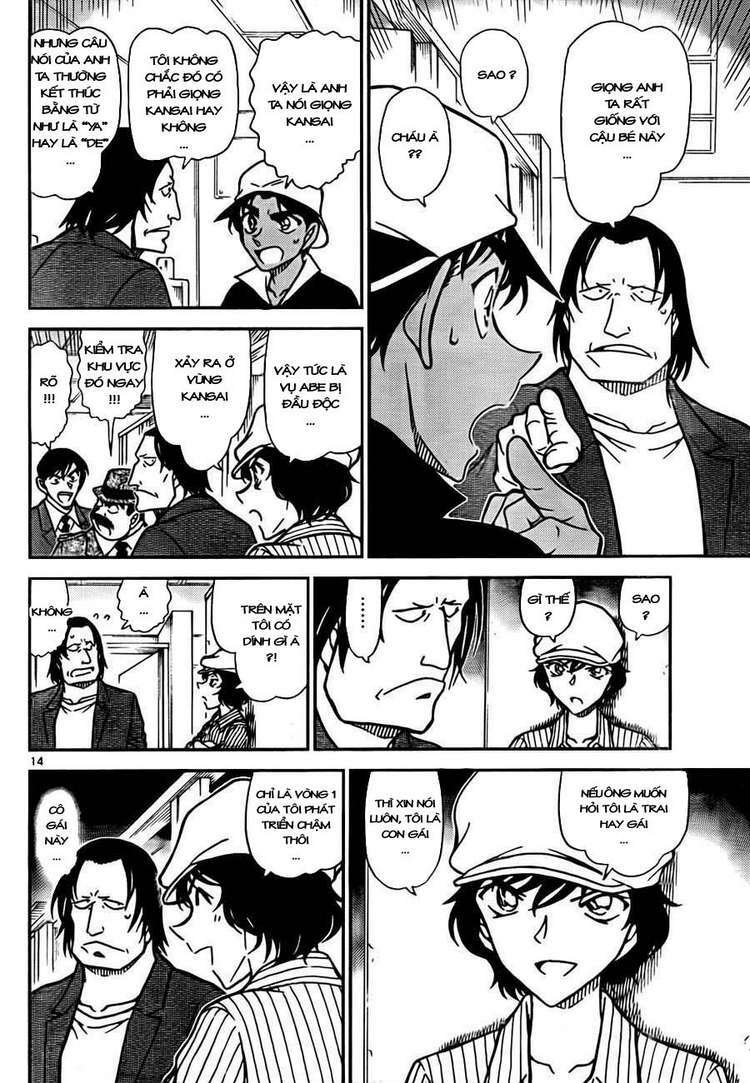 GIỌNG ANH
TA RẤT
GIỐNG VỚI
CẬU BÉ NÀY
SAO ?
CHÁU À
??
VẬY LÀ ANH
TA NÓI GIỌNG
KANGAI
TÔI KHÔNG
CHẮC ĐÓ CÓ
PHẢI GIỌNG
KANGAI HAY
KHÔNG ...
NHƯNG CÂU
NÓI CỦA ANH
TA THƯỜNG
KẾT THÚC
BẰNG TỪ
NHƯ LÀ "YA"
HAY LÀ "DE"
...
VẬY TỨC LÀ
VỤ ABE BỊ
ĐẦU ĐỘC
XẢY RA Ở
VÙNG
KANGAI
...
KIỂM TRA
KHU VỰC
ĐÓ NGAY
!!!
RÕ
!!!
SAO ?
GÌ THẾ
?
......
TRÊN MẶT
TÔI CÓ
DÍNH GÌ À
?!
À
...
KHÔNG
...
14
NẾU ÔNG MUỐN
HỎI TÔI LÀ TRAI
HAY GÁI
...
THÌ XIN NÓI
LUÔN, TÔI LÀ
CON GÁI
CHỈ LÀ VÒNG 1
CỦA TÔI PHÁT
TRIỂN CHẬM
THÔI
...
CÔ
GÁI
NÀY
...